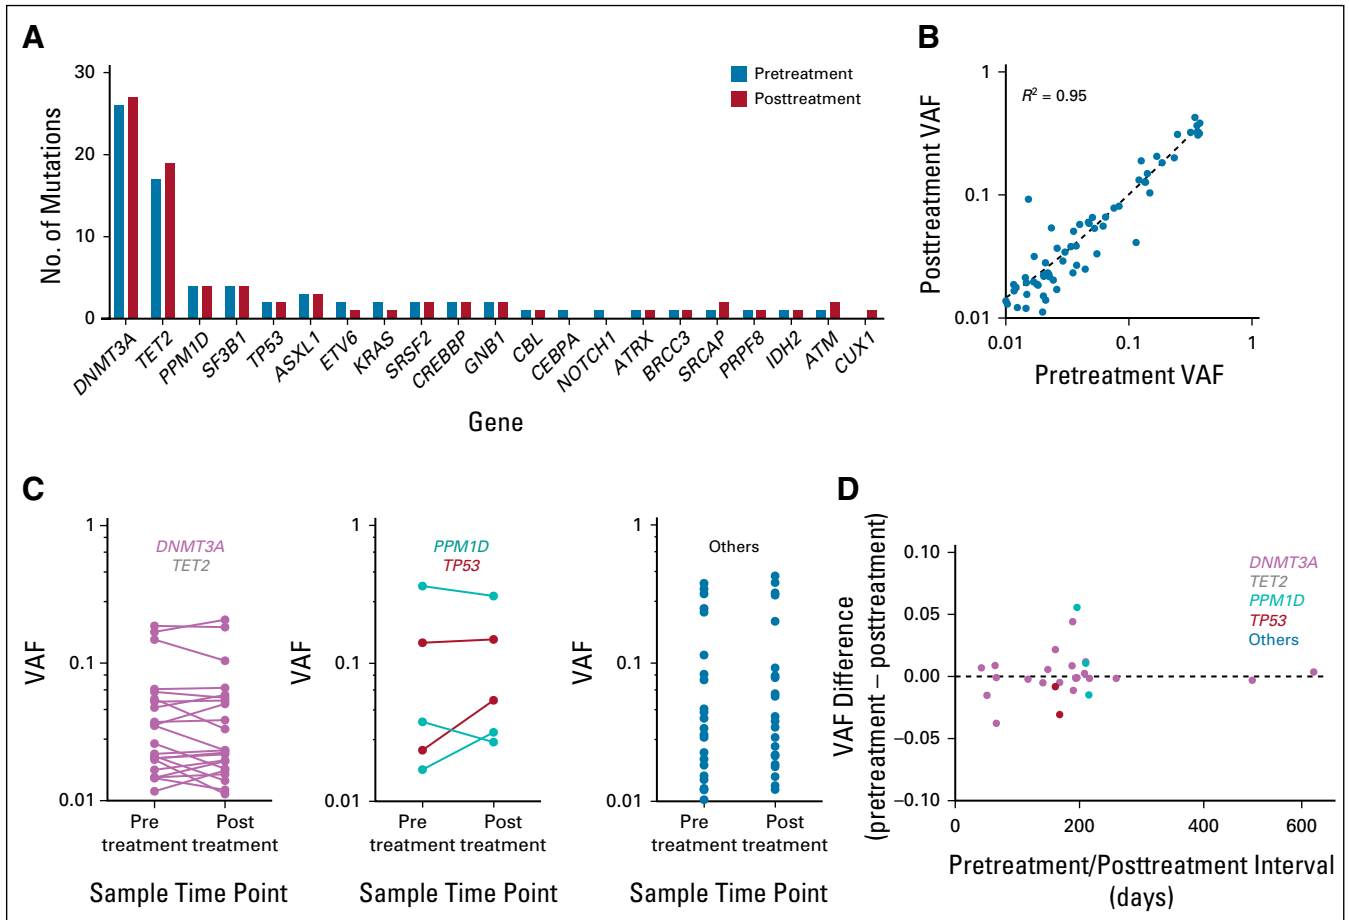 A
30
20
10
0
No. of Mutations
Pretreatment
Posttreatment
DNMT3A
TET2
PPM1D
SF3B1
TP53
ASXL1
ETV6
KRAS
SRSF2
CREBBP
GNB1
CBL
CEBPA
NOTCH1
ATRX
BRCC3
SRCAP
PRPF8
IDH2
ATM
CUX1
Gene
B
Posttreatment VAF
1
0.1
0.01
R² = 0.95
0.01
0.1
1
Pretreatment VAF
C
VAF
1
0.1
0.01
DNMT3A
TET2
Pre
treatment
Post
treatment
Sample Time Point
VAF
1
0.1
0.01
PPM1D
TP53
Pre
treatment
Post
treatment
Sample Time Point
VAF
1
0.1
0.01
Others
Pre
treatment
Post
treatment
Sample Time Point
D
VAF Difference
(pretreatment – posttreatment)
0.10
0.05
0.00
–0.05
–0.10
DNMT3A
TET2
PPM1D
TP53
Others
0
200
400
600
Pretreatment/Posttreatment Interval
(days)